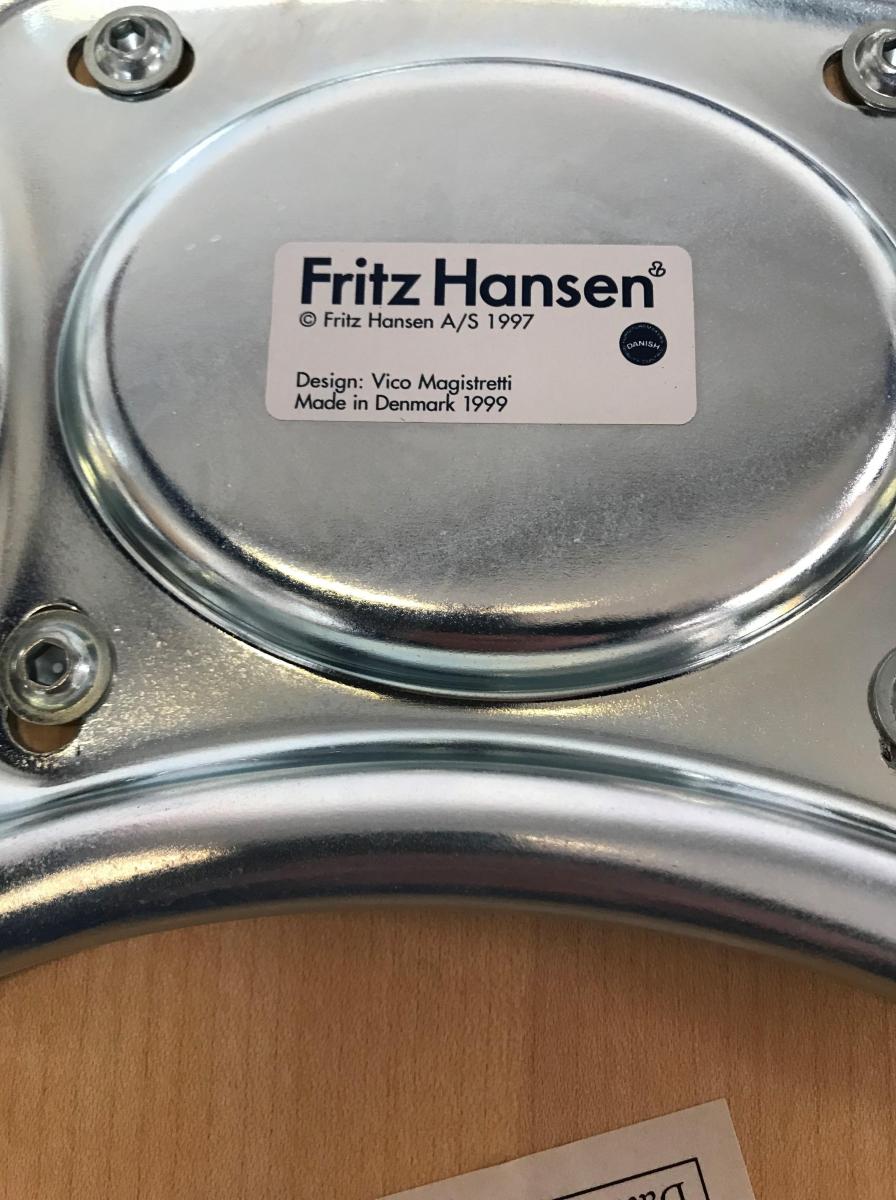 Fritz Hansen
© Fritz Hansen A/S 1997
DANISH
Design: Vico Magistretti
Made in Denmark 1999